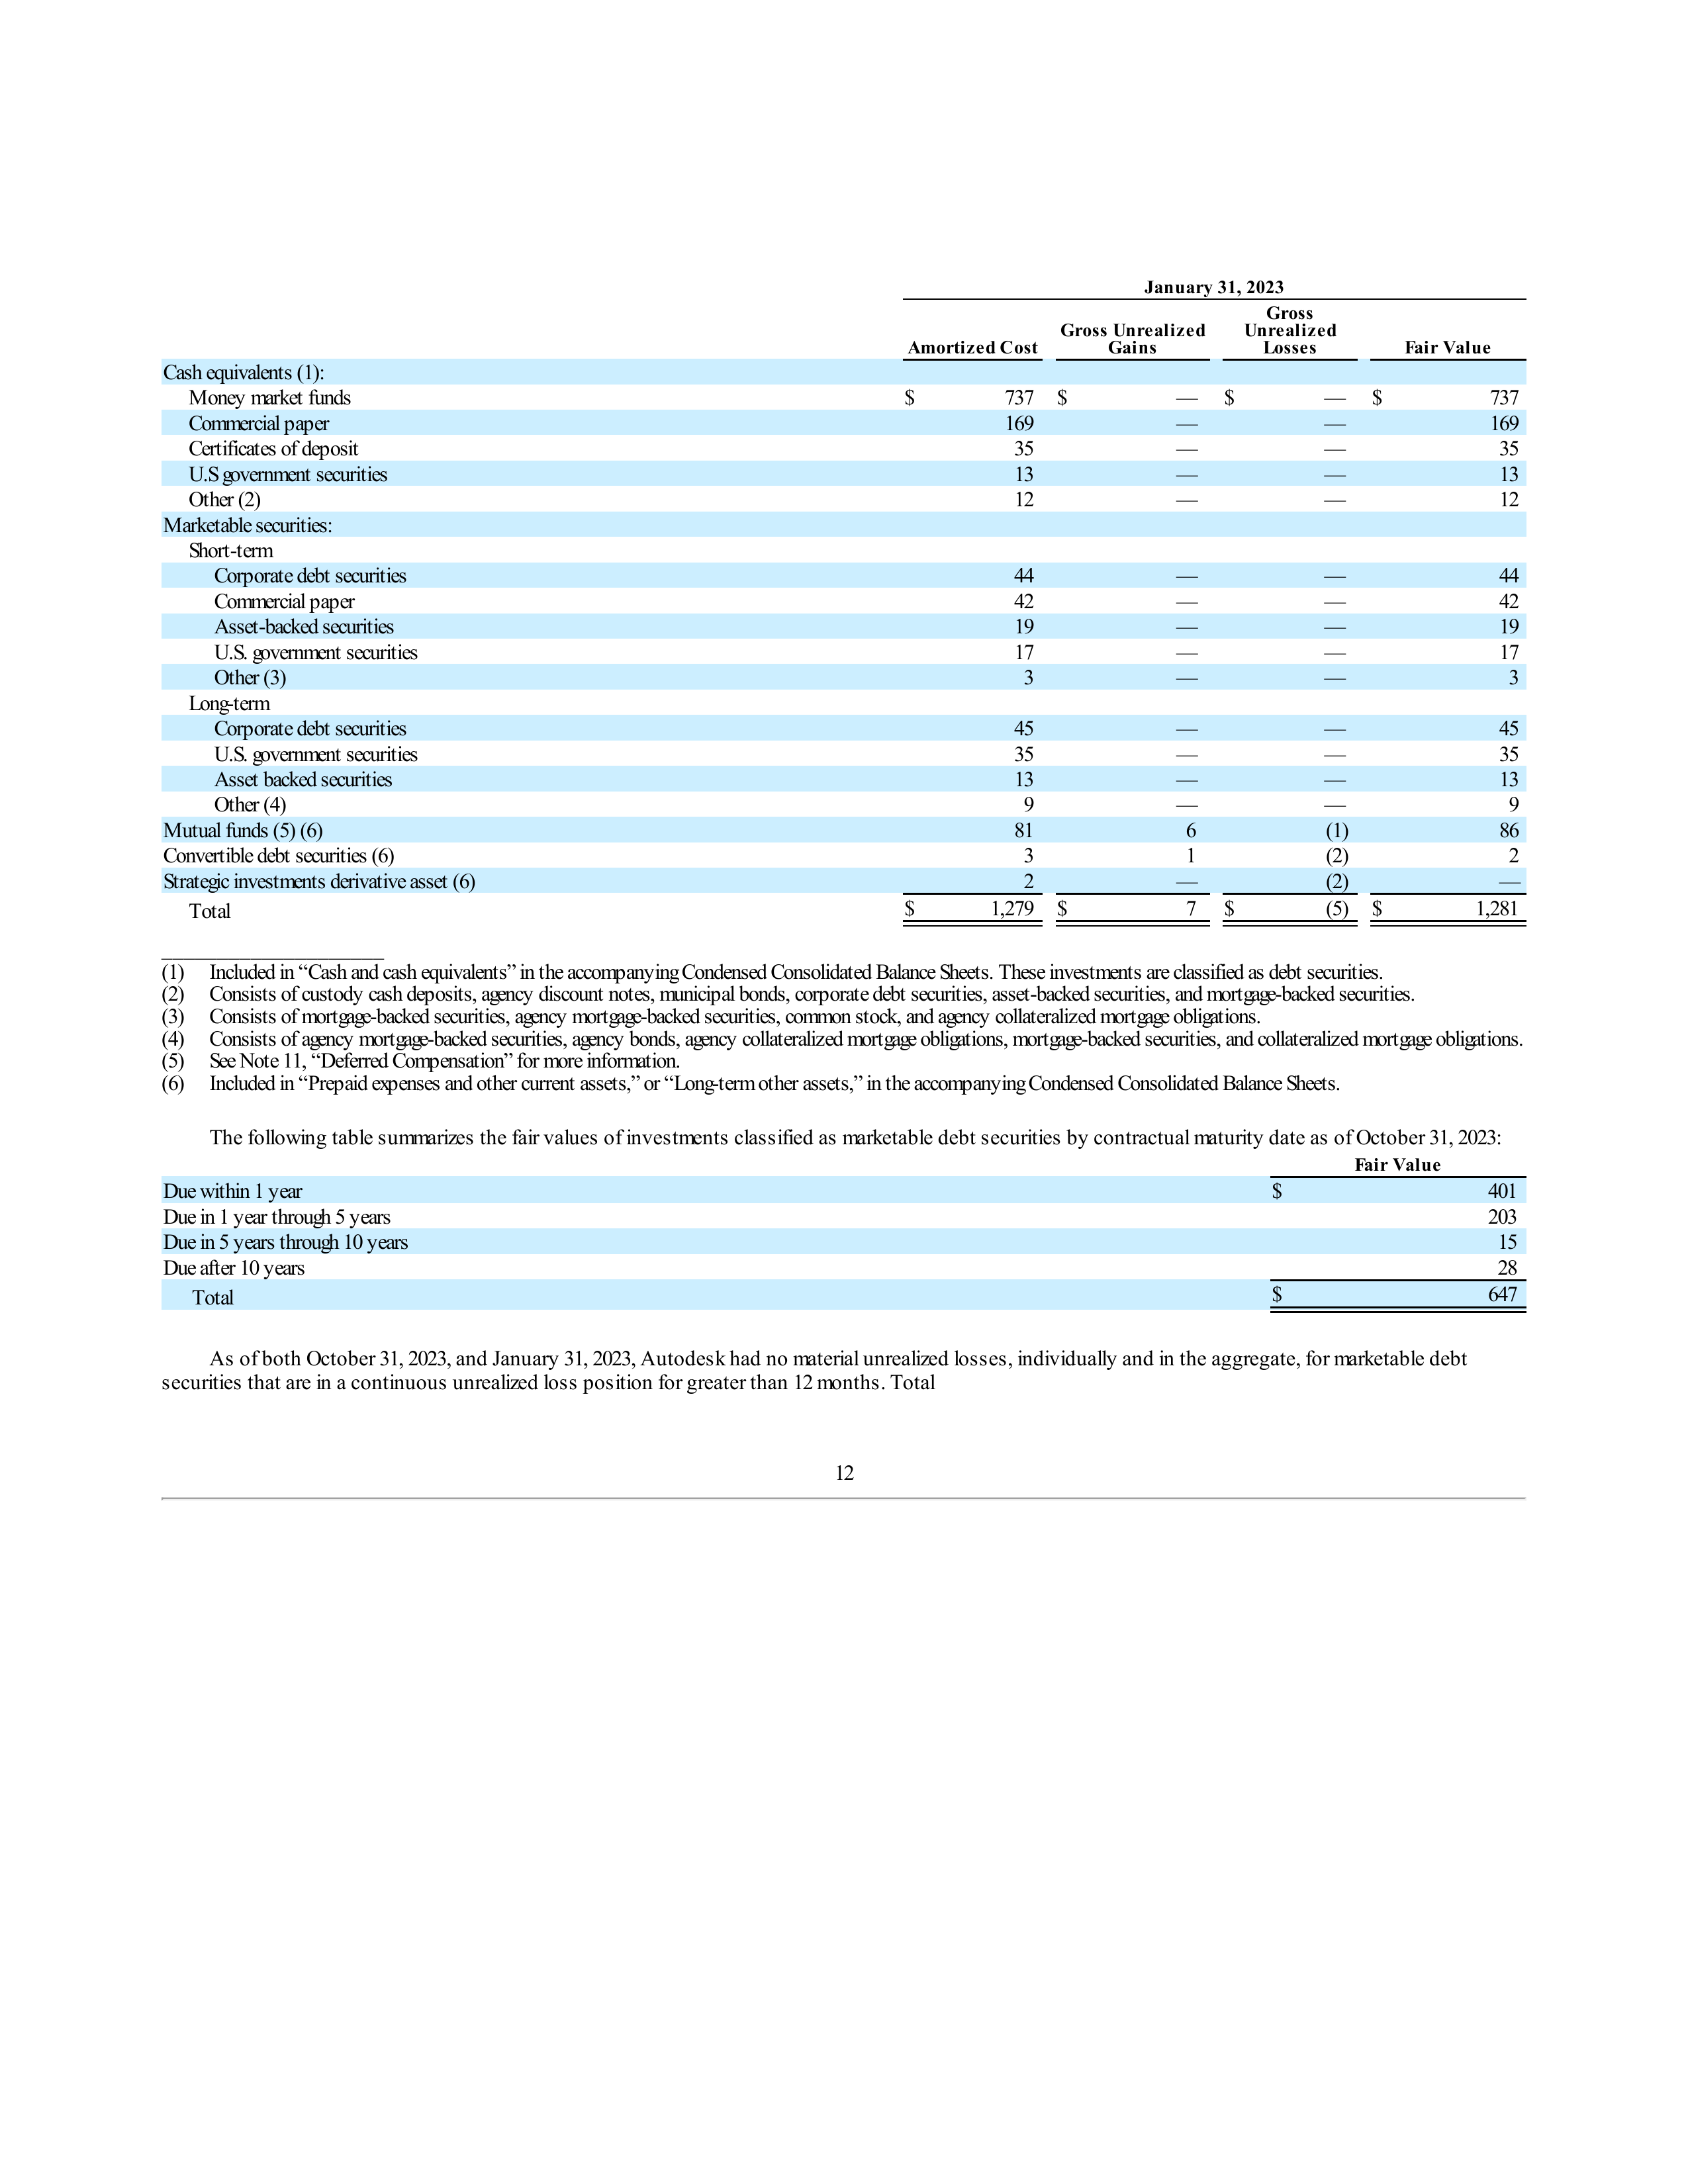 January 31, 2023
Amortized Cost Gross Unrealized Gains Gross Unrealized Losses Fair Value
Cash equivalents (1):
Money market funds $ 737 $ — $ — $ 737
Commercial paper 169 — — 169
Certificates of deposit 35 — — 35
U.S government securities 13 — — 13
Other (2) 12 — — 12
Marketable securities:
Short-term
Corporate debt securities 44 — — 44
Commercial paper 42 — — 42
Asset-backed securities 19 — — 19
U.S. government securities 17 — — 17
Other (3) 3 — — 3
Long-term
Corporate debt securities 45 — — 45
U.S. government securities 35 — — 35
Asset backed securities 13 — — 13
Other (4) 9 — — 9
Mutual funds (5) (6) 81 6 (1) 86
Convertible debt securities (6) 3 1 (2) 2
Strategic investments derivative asset (6) 2 — (2) —
Total $ 1,279 $ 7 $ (5) $ 1,281
(1) Included in “Cash and cash equivalents” in the accompanying Condensed Consolidated Balance Sheets. These investments are classified as debt securities.
(2) Consists of custody cash deposits, agency discount notes, municipal bonds, corporate debt securities, asset-backed securities, and mortgage-backed securities.
(3) Consists of mortgage-backed securities, agency mortgage-backed securities, common stock, and agency collateralized mortgage obligations.
(4) Consists of agency mortgage-backed securities, agency bonds, agency collateralized mortgage obligations, mortgage-backed securities, and collateralized mortgage obligations.
(5) See Note 11, “Deferred Compensation” for more information.
(6) Included in “Prepaid expenses and other current assets,” or “Long-term other assets,” in the accompanying Condensed Consolidated Balance Sheets.
The following table summarizes the fair values of investments classified as marketable debt securities by contractual maturity date as of October 31, 2023:
Fair Value
Due within 1 year $ 401
Due in 1 year through 5 years 203
Due in 5 years through 10 years 15
Due after 10 years 28
Total $ 647
As of both October 31, 2023, and January 31, 2023, Autodesk had no material unrealized losses, individually and in the aggregate, for marketable debt
securities that are in a continuous unrealized loss position for greater than 12 months. Total
12